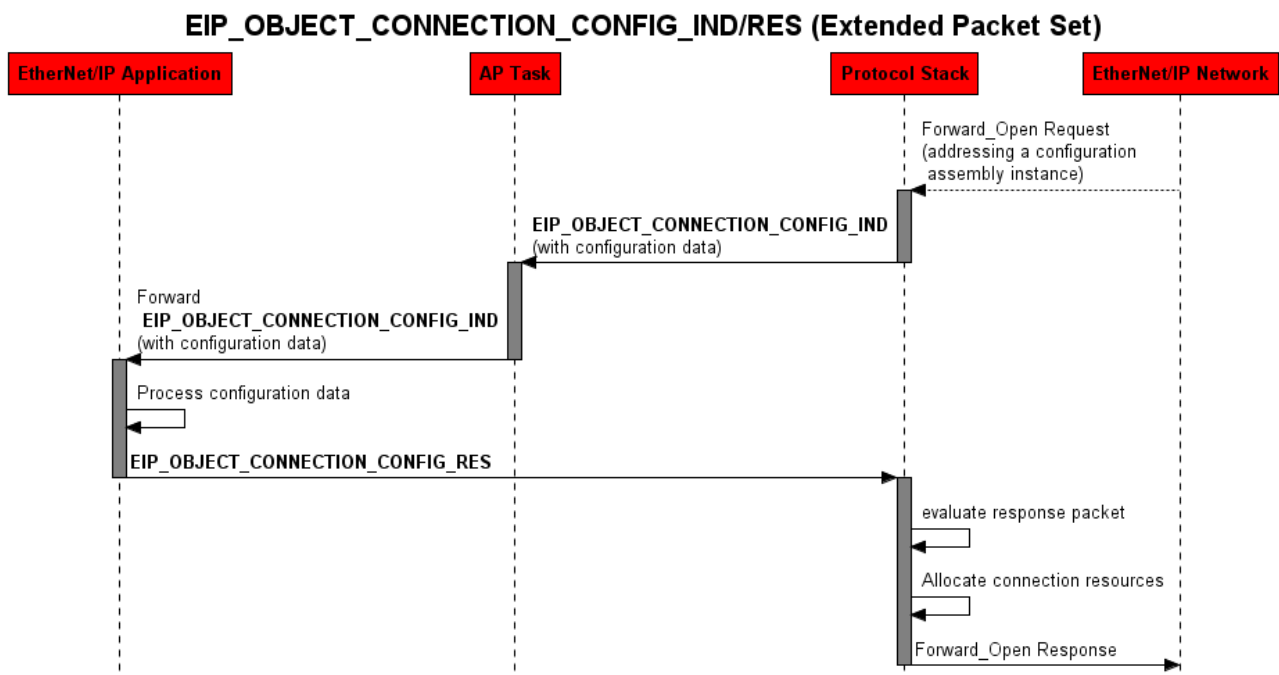 EIP_OBJECT_CONNECTION_CONFIG_IND/RES (Extended Packet Set)
EtherNet/IP Application
AP Task
Protocol Stack
EtherNet/IP Network
Forward_Open Request
(addressing a configuration
assembly instance)
EIP_OBJECT_CONNECTION_CONFIG_IND
(with configuration data)
Forward
EIP_OBJECT_CONNECTION_CONFIG_IND
(with configuration data)
Process configuration data
EIP_OBJECT_CONNECTION_CONFIG_RES
evaluate response packet
Allocate connection resources
Forward_Open Response